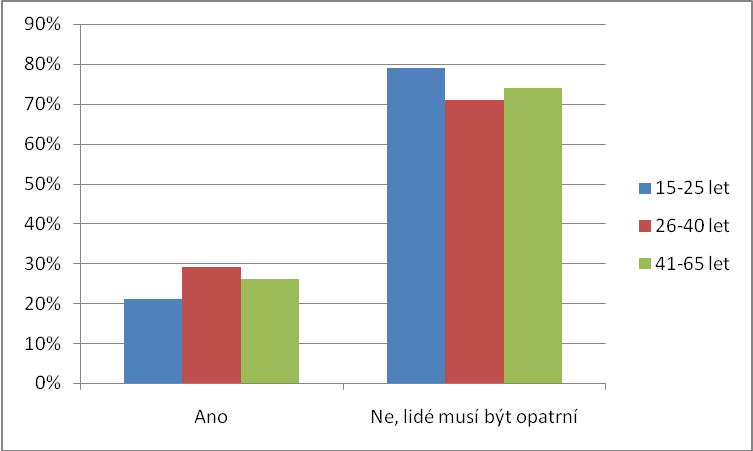 90%
80%
70%
60%
50%
40%
30%
20%
10%
0%
Ano
Ne, lidé musí být opatrní
15-25 let
26-40 let
41-65 let